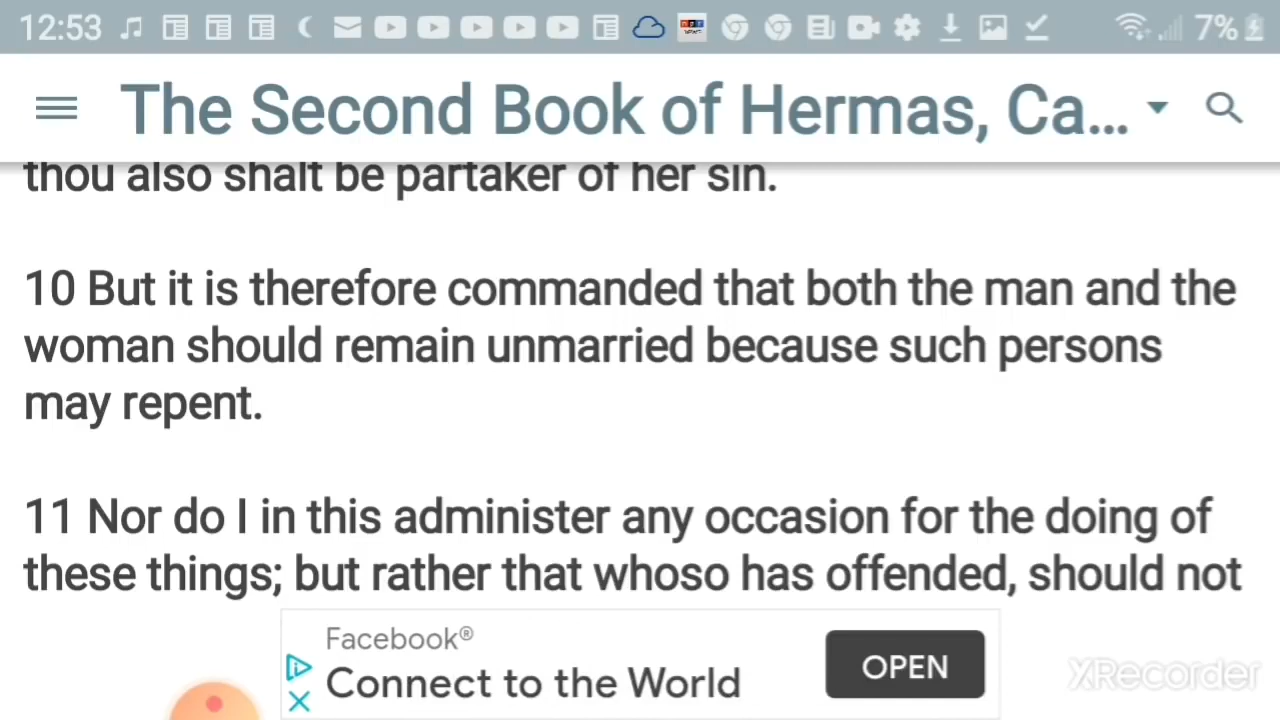 12:53 7%
The Second Book of Hermas, Ca...
thou also shalt be partaker of her sin.
10 But it is therefore commanded that both the man and the
woman should remain unmarried because such persons
may repent.
11 Nor do I in this administer any occasion for the doing of
these things; but rather that whoso has offended, should not
Facebook®
Connect to the World
OPEN
XRecorder